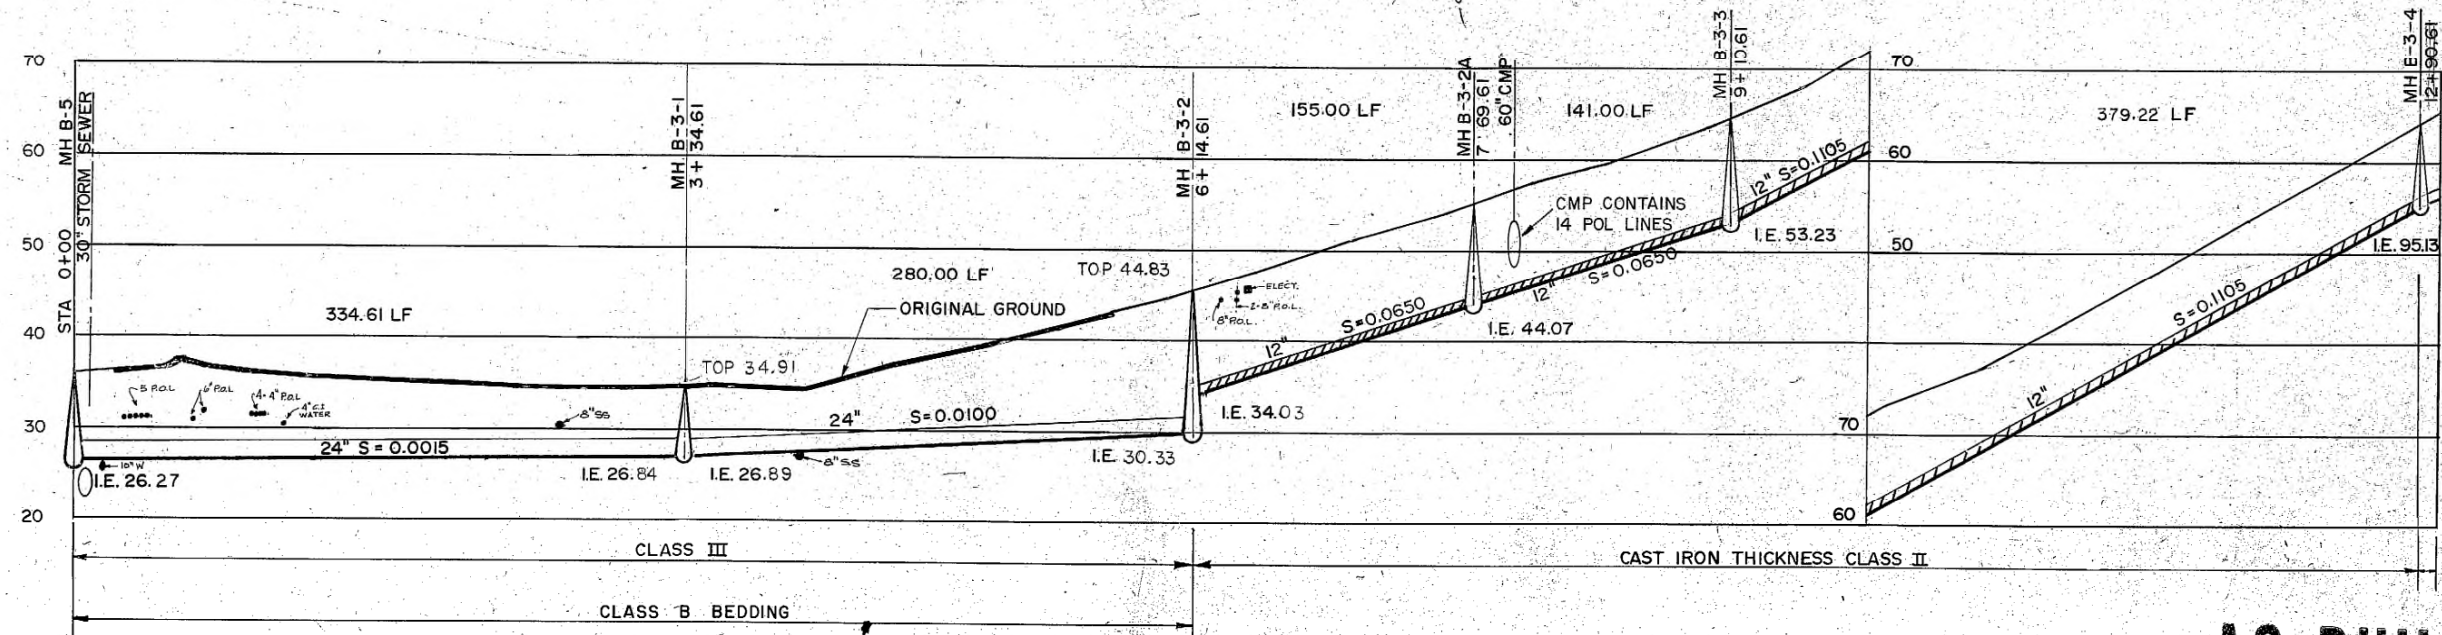 70
60
50
40
30
20
STA 0+00 MH B-5
30" STORM SEWER
334.61 LF
5 P.O.L
6" P.O.L
4-4" P.O.L
4" C.I.
WATER
8" SS
24" S = 0.0015
10" W
I.E. 26.27
I.E. 26.84
MH B-3-1
3+ 34.61
TOP 34.91
I.E. 26.89
8" SS
280.00 LF
ORIGINAL GROUND
24" S=0.0100
TOP 44.83
I.E. 30.33
MH B-3-2
6+ 14.61
155.00 LF
ELECT.
2-8" P.O.L.
8" P.O.L.
12" S=0.0650
I.E. 34.03
MH B-3-2A
7 69.61
60" CMP
I.E. 44.07
141.00 LF
CMP CONTAINS
14 POL LINES
12" S=0.0650
MH B-3-3
9+ 10.61
I.E. 53.23
12" S=0.1105
70
60
50
70
60
379.22 LF
12" S=0.1105
MH E-3-4
12+90.61
I.E. 95.13
CLASS III
CAST IRON THICKNESS CLASS II
CLASS B BEDDING